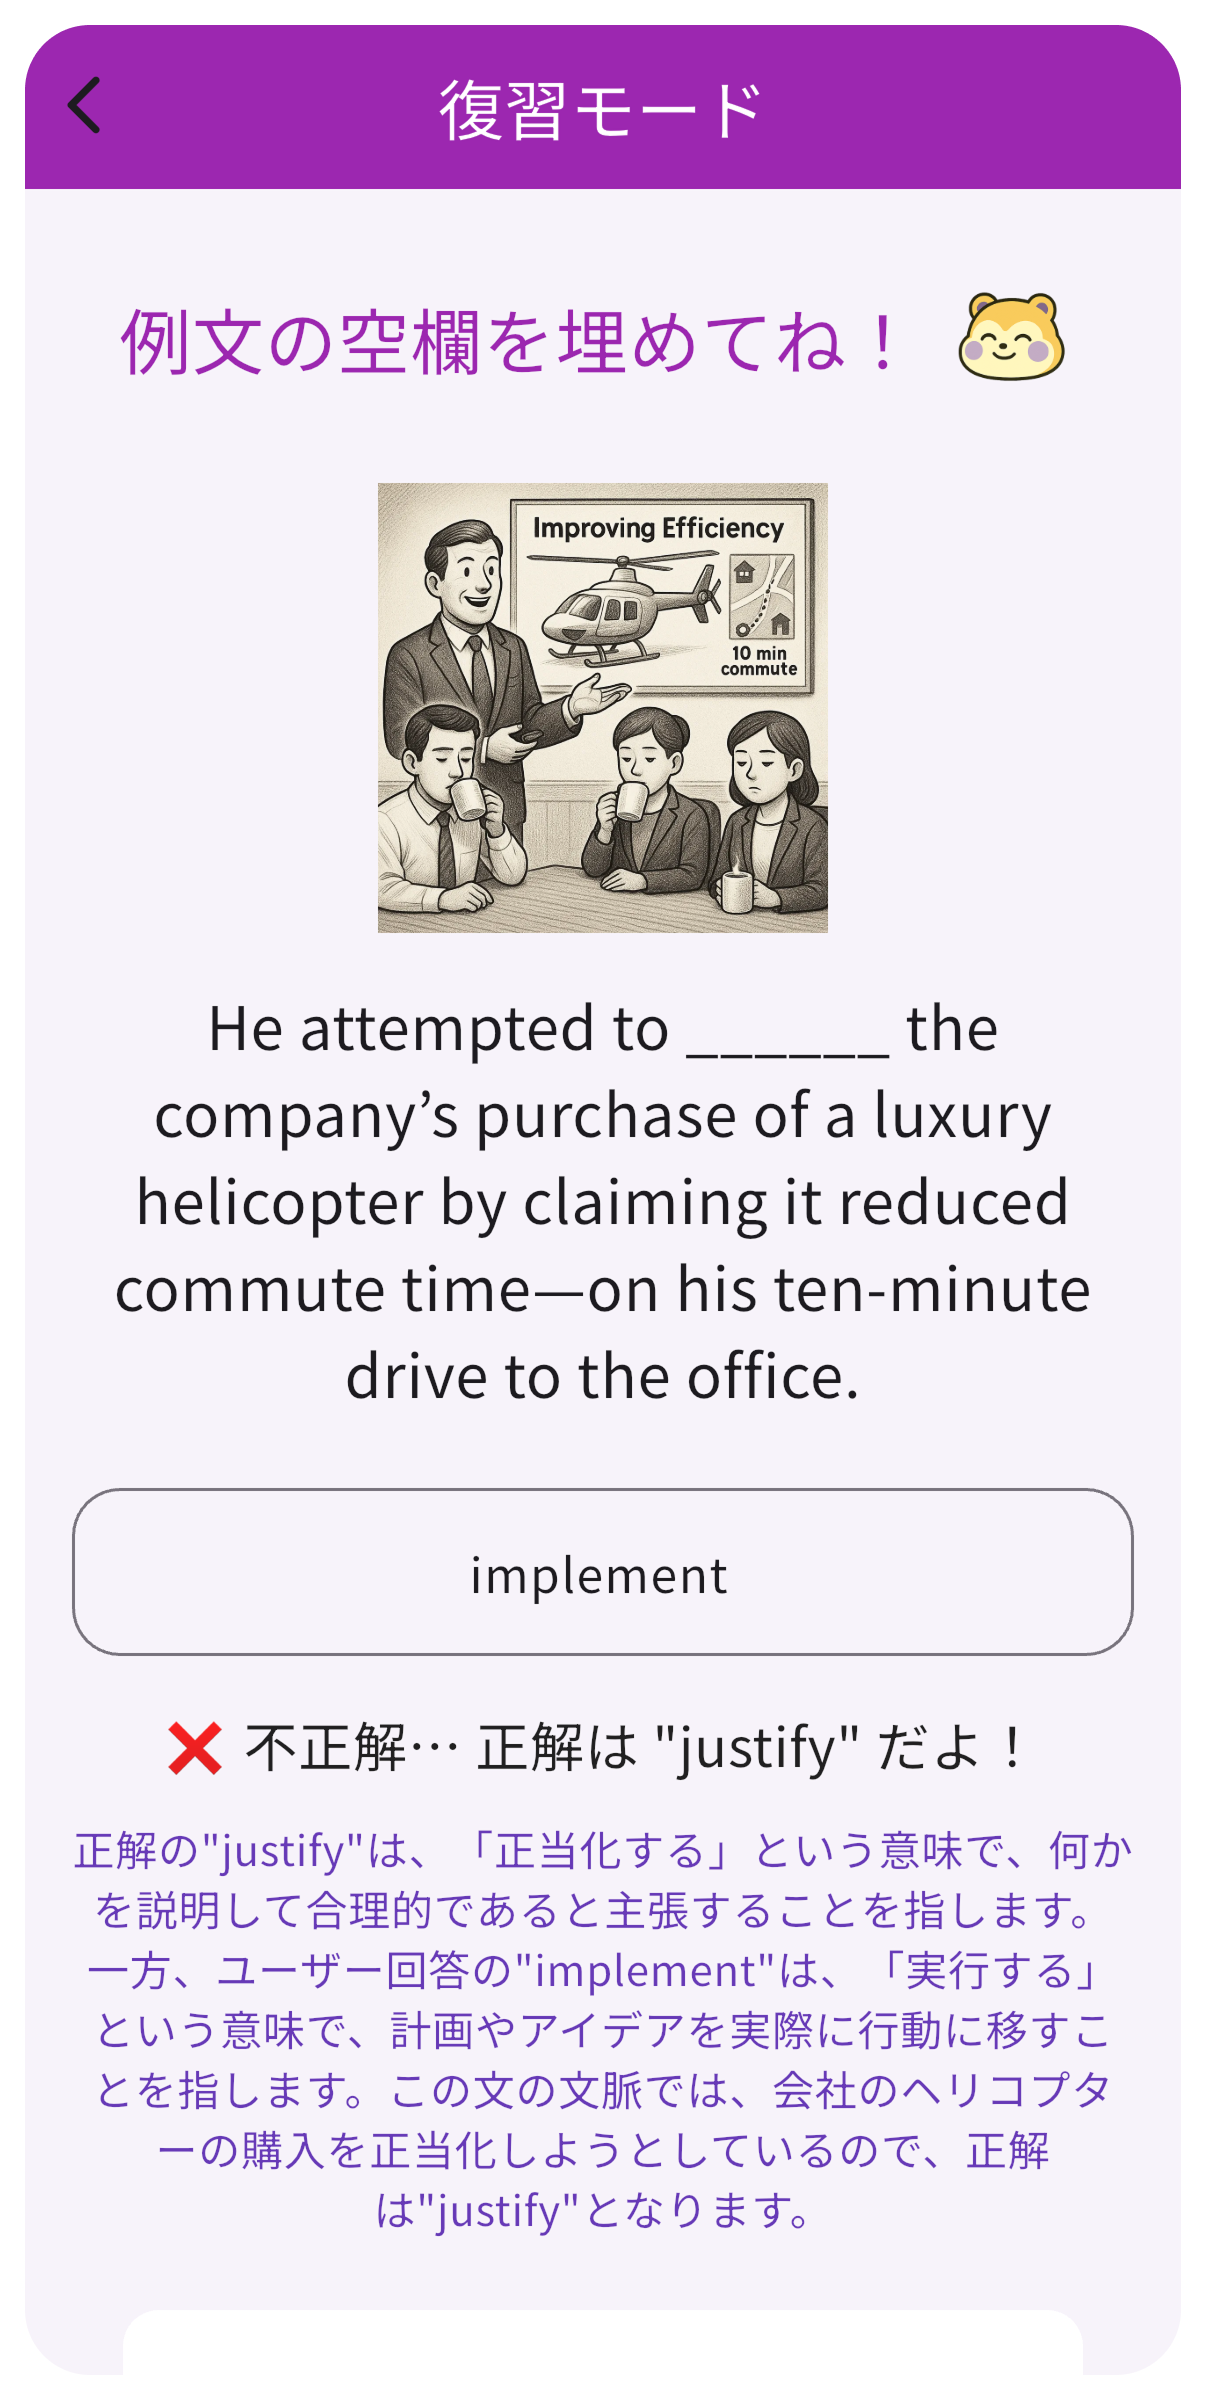 復習モード
例文の空欄を埋めてね！
Improving Efficiency
10 min
commute
He attempted to ______ the
company’s purchase of a luxury
helicopter by claiming it reduced
commute time—on his ten-minute
drive to the office.
implement
❌ 不正解… 正解は "justify" だよ！
正解の"justify"は、「正当化する」という意味で、何か
を説明して合理的であると主張することを指します。
一方、ユーザー回答の"implement"は、「実行する」
という意味で、計画やアイデアを実際に行動に移すこ
とを指します。この文の文脈では、会社のヘリコプタ
ーの購入を正当化しようとしているので、正解
は"justify"となります。